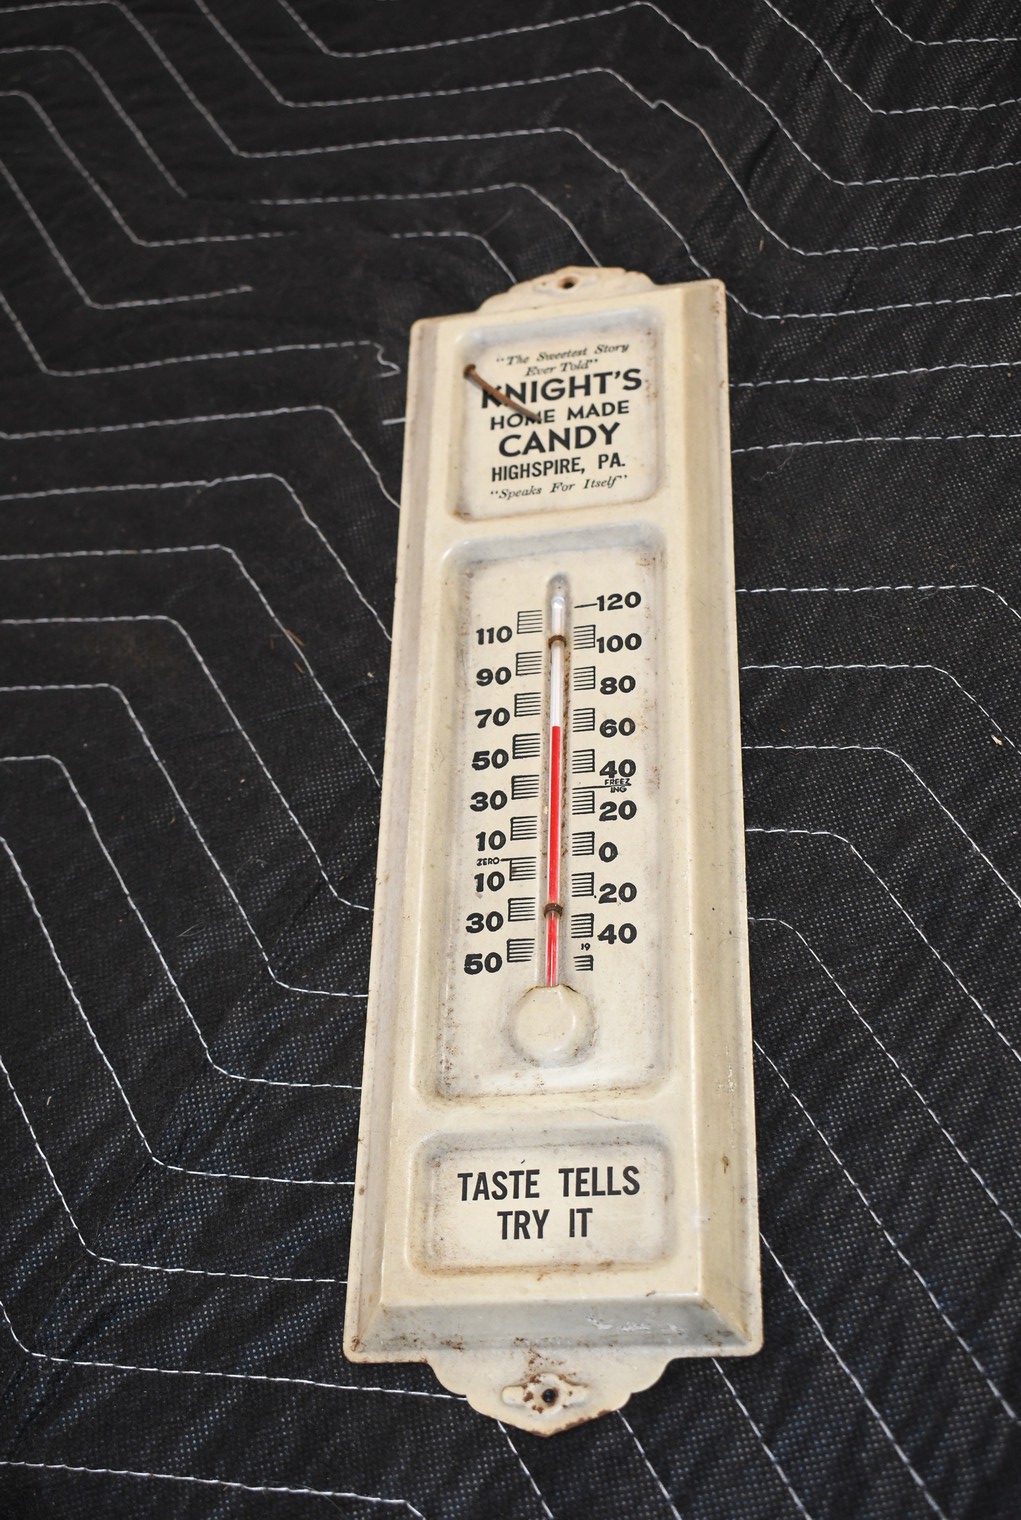 "The Sweetest Story
Ever Told"
KNIGHT'S
HOME MADE
CANDY
HIGHSPIRE, PA.
"Speaks For Itself"
120
110
100
90
80
70
60
50
40
FREEZ
ING
30
20
10
0
ZERO
10
20
30
40
19
50
TASTE TELLS
TRY IT